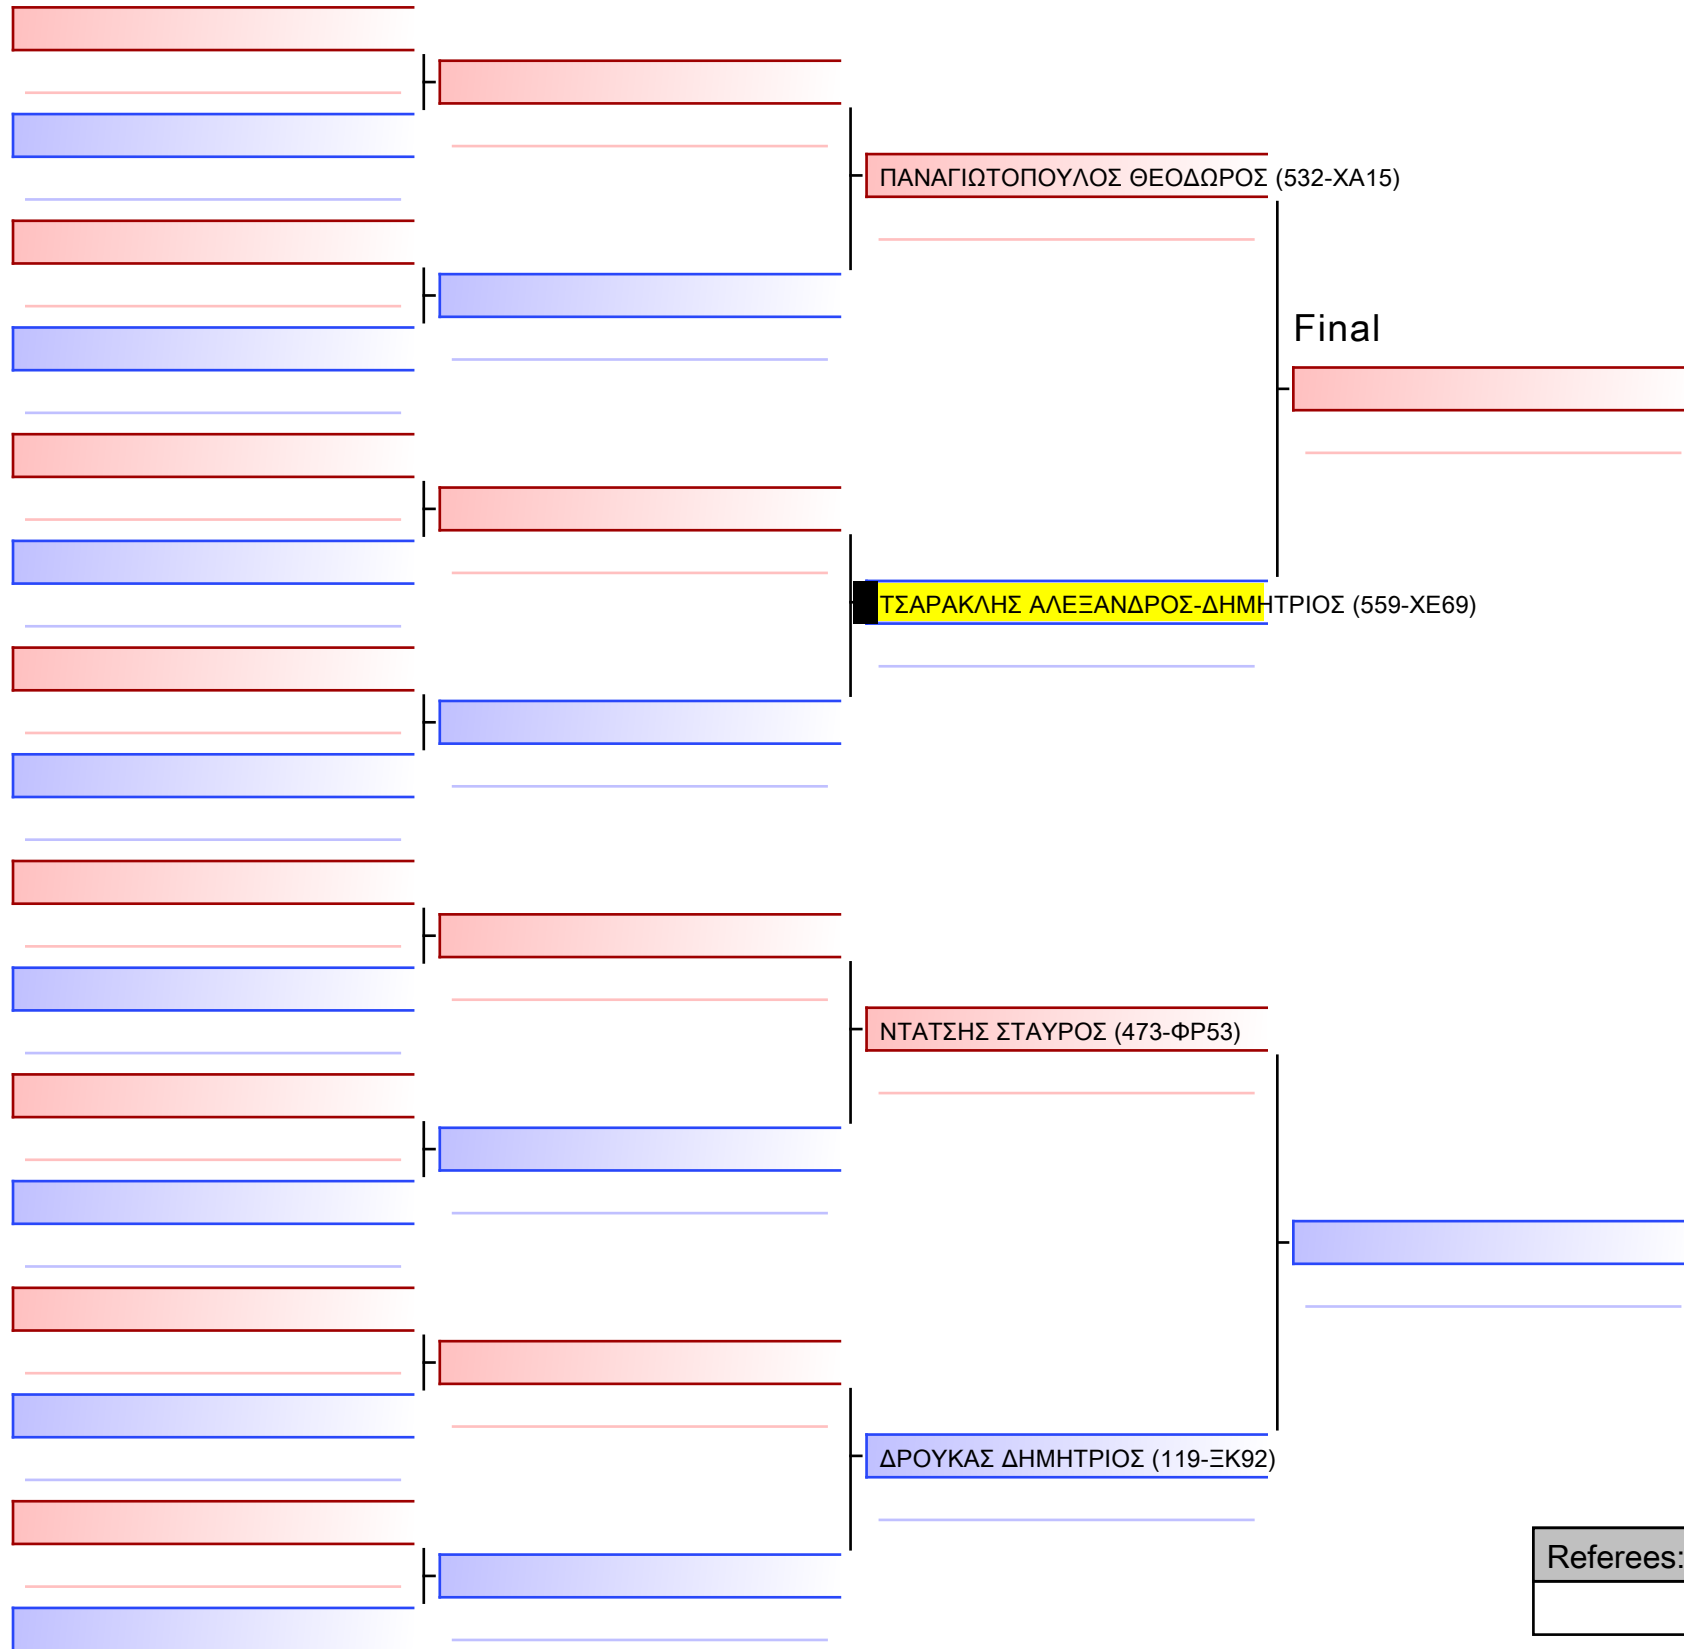 ΠΑΝΑΓΙΩΤΟΠΟΥΛΟΣ ΘΕΟΔΩΡΟΣ (532-ΧΑ15)
Final
ΤΣΑΡΑΚΛΗΣ ΑΛΕΞΑΝΔΡΟΣ-ΔΗΜΗΤΡΙΟΣ (559-ΧΕ69)
ΝΤΑΤΣΗΣ ΣΤΑΥΡΟΣ (473-ΦΡ53)
ΔΡΟΥΚΑΣ ΔΗΜΗΤΡΙΟΣ (119-ΞΚ92)
Referees: